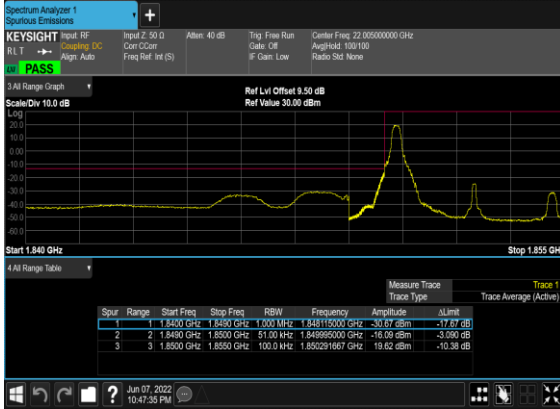 Spectrum Analyzer 1
Spurious Emissions
+
KEYSIGHT Input: RF Input Z: 50 Ω Atten: 40 dB Trig: Free Run Center Freq: 22.005000000 GHz
RLT Coupling: DC Corr CCorr Gate: Off Avg|Hold: 100/100
Align: Auto Freq Ref: Int (S) IF Gain: Low Radio Std: None
PASS
3 All Range Graph Ref Lvl Offset 9.50 dB
Scale/Div 10.0 dB Ref Value 30.00 dBm
Log
20.0
10.0
0.00
-10.0
-20.0
-30.0
-40.0
-50.0
-60.0
Start 1.840 GHz Stop 1.855 GHz
4 All Range Table
Measure Trace Trace 1
Trace Type Trace Average (Active)
Spur Range Start Freq Stop Freq RBW Frequency Amplitude ΔLimit
1 1 1.8400 GHz 1.8490 GHz 1.000 MHz 1.848115000 GHz -30.67 dBm -17.67 dB
2 2 1.8490 GHz 1.8500 GHz 51.00 kHz 1.849995000 GHz -16.09 dBm -3.090 dB
3 3 1.8500 GHz 1.8550 GHz 100.0 kHz 1.850291667 GHz 19.62 dBm -10.38 dB
? Jun 07, 2022
10:47:35 PM